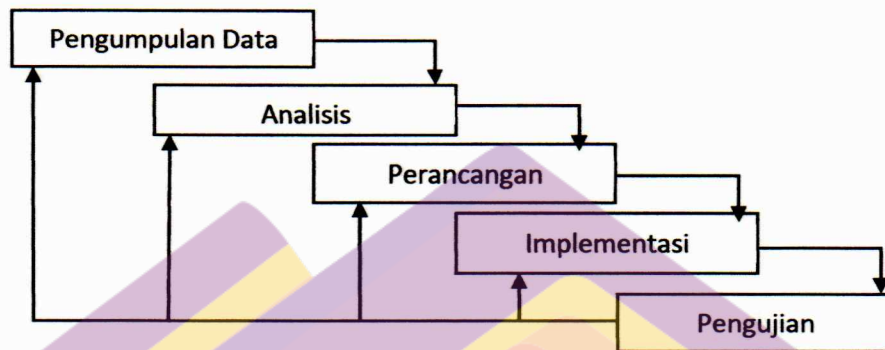 Pengumpulan Data
Analisis
Perancangan
Implementasi
Pengujian